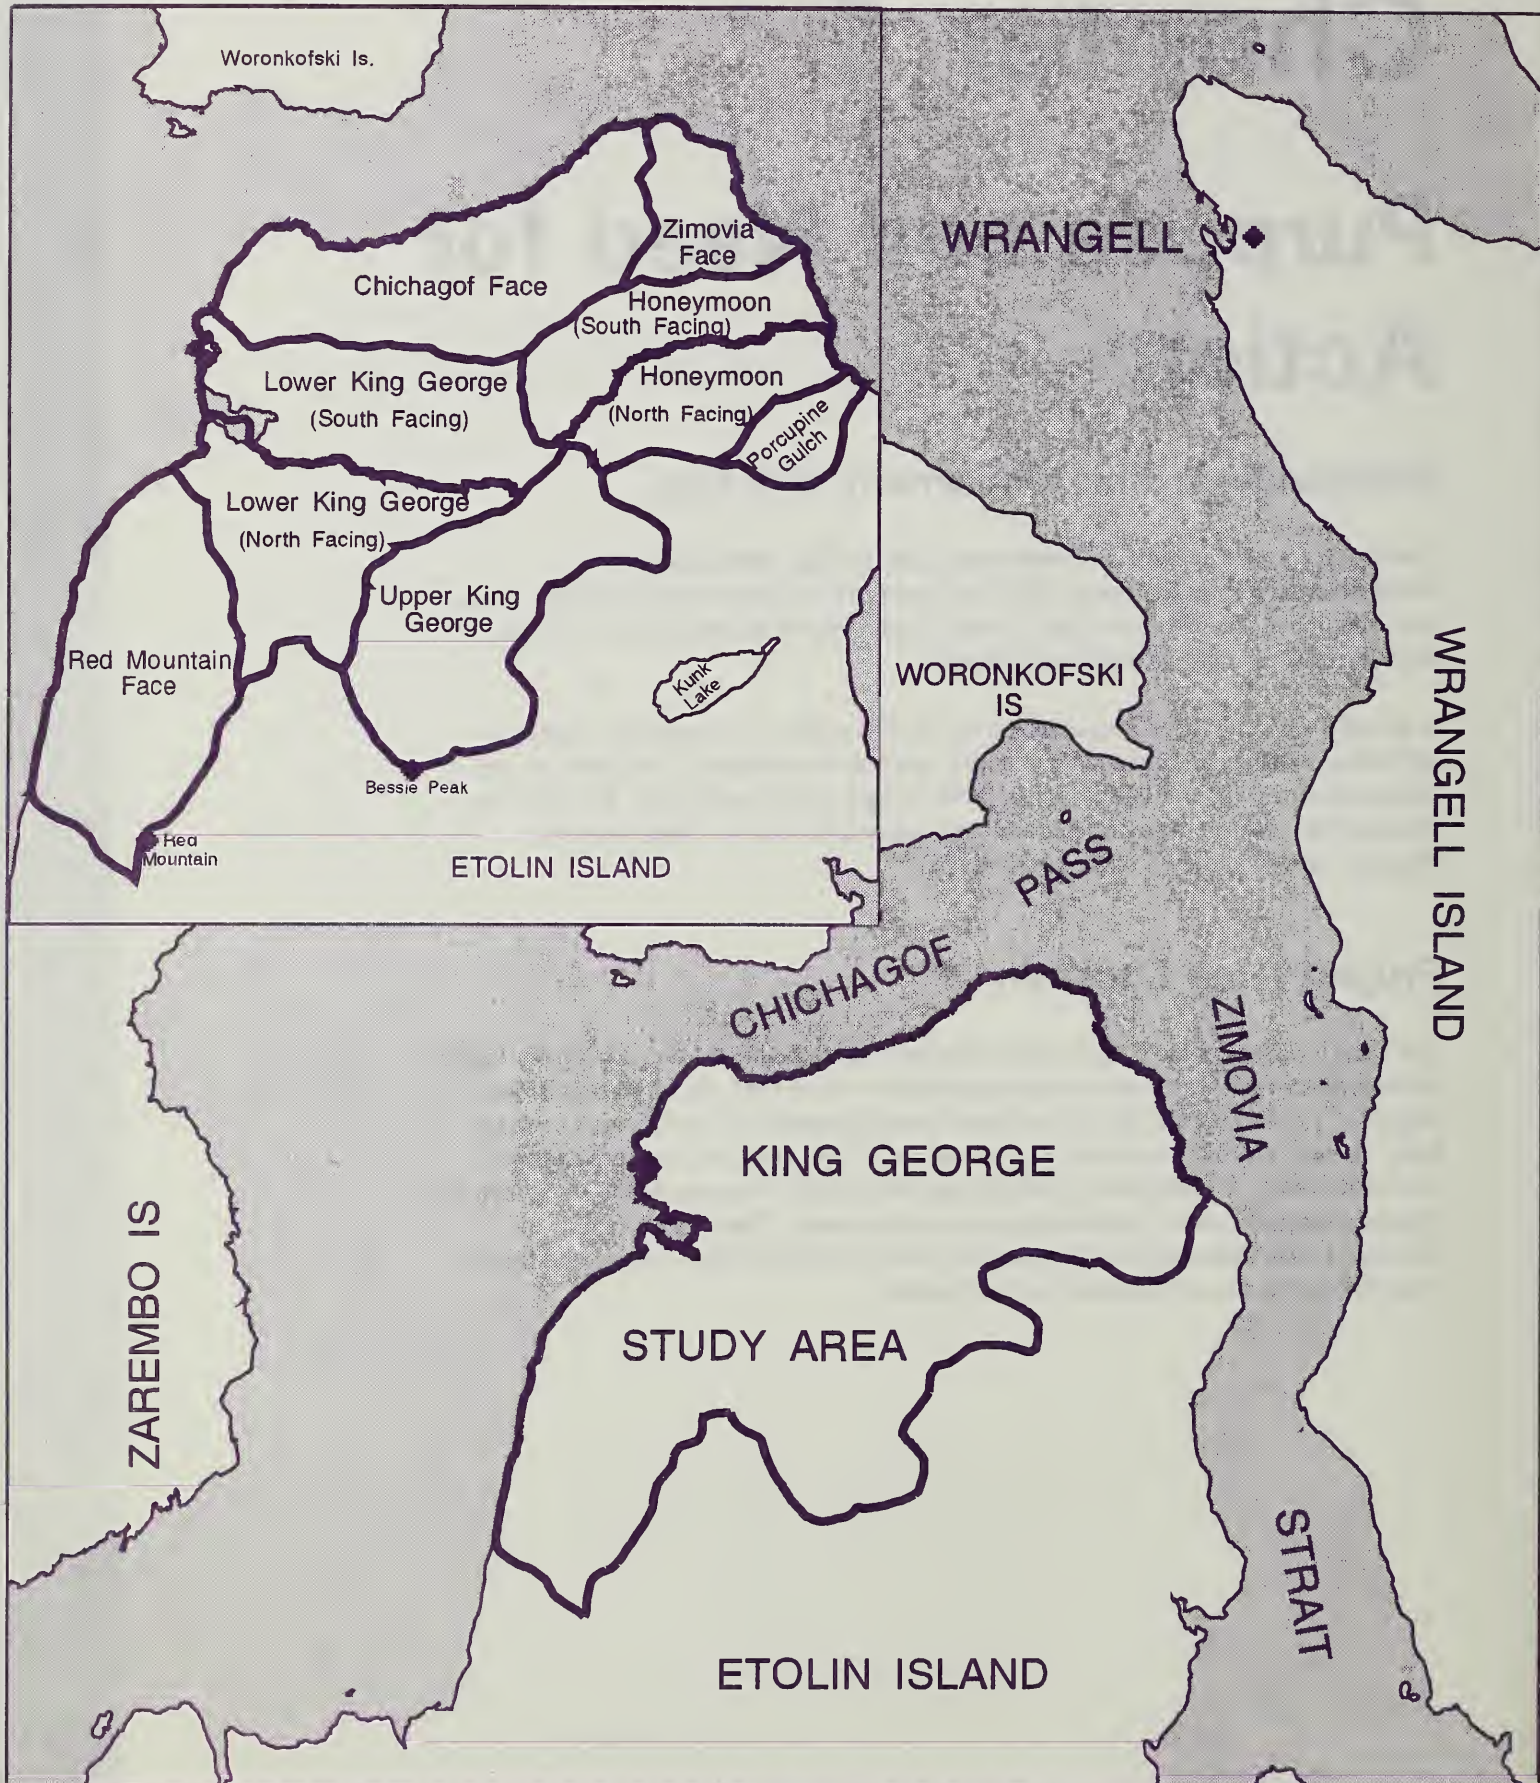 Woronkofski Is.
Zimovia
Face
Chichagof Face
Honeymoon
(South Facing)
Lower King George
(South Facing)
Honeymoon
(North Facing)
Porcupine
Gulch
Lower King George
(North Facing)
Upper King
George
Red Mountain
Face
Kunk
Lake
Bessie Peak
Red
Mountain
ETOLIN ISLAND
WRANGELL
WORONKOFSKI
IS
WRANGELL ISLAND
CHICHAGOF
PASS
ZIMOVIA
STRAIT
KING GEORGE
STUDY AREA
ZAREMBO IS
ETOLIN ISLAND